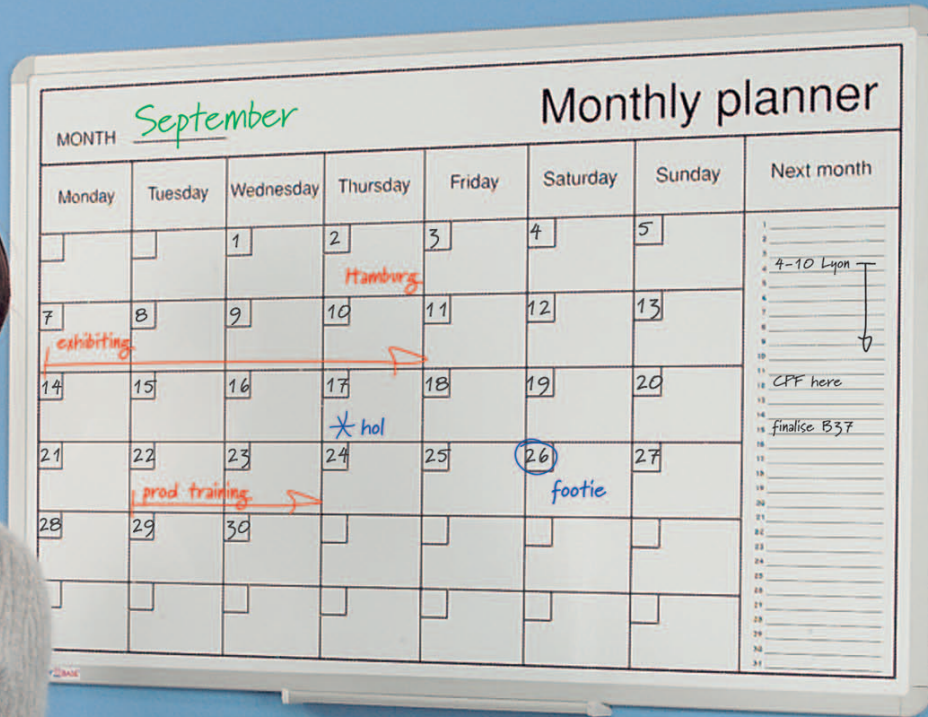 MONTH September
Monthly planner
Monday Tuesday Wednesday Thursday Friday Saturday Sunday Next month
1 2 3 4 5
Hamburg
7 8 9 10 11 12 13
exhibiting
14 15 16 17 18 19 20
* hol
21 22 23 24 25 26 27
prod training
footie
28 29 30
4-10 Lyon
CPF here
finalise B37
BASE